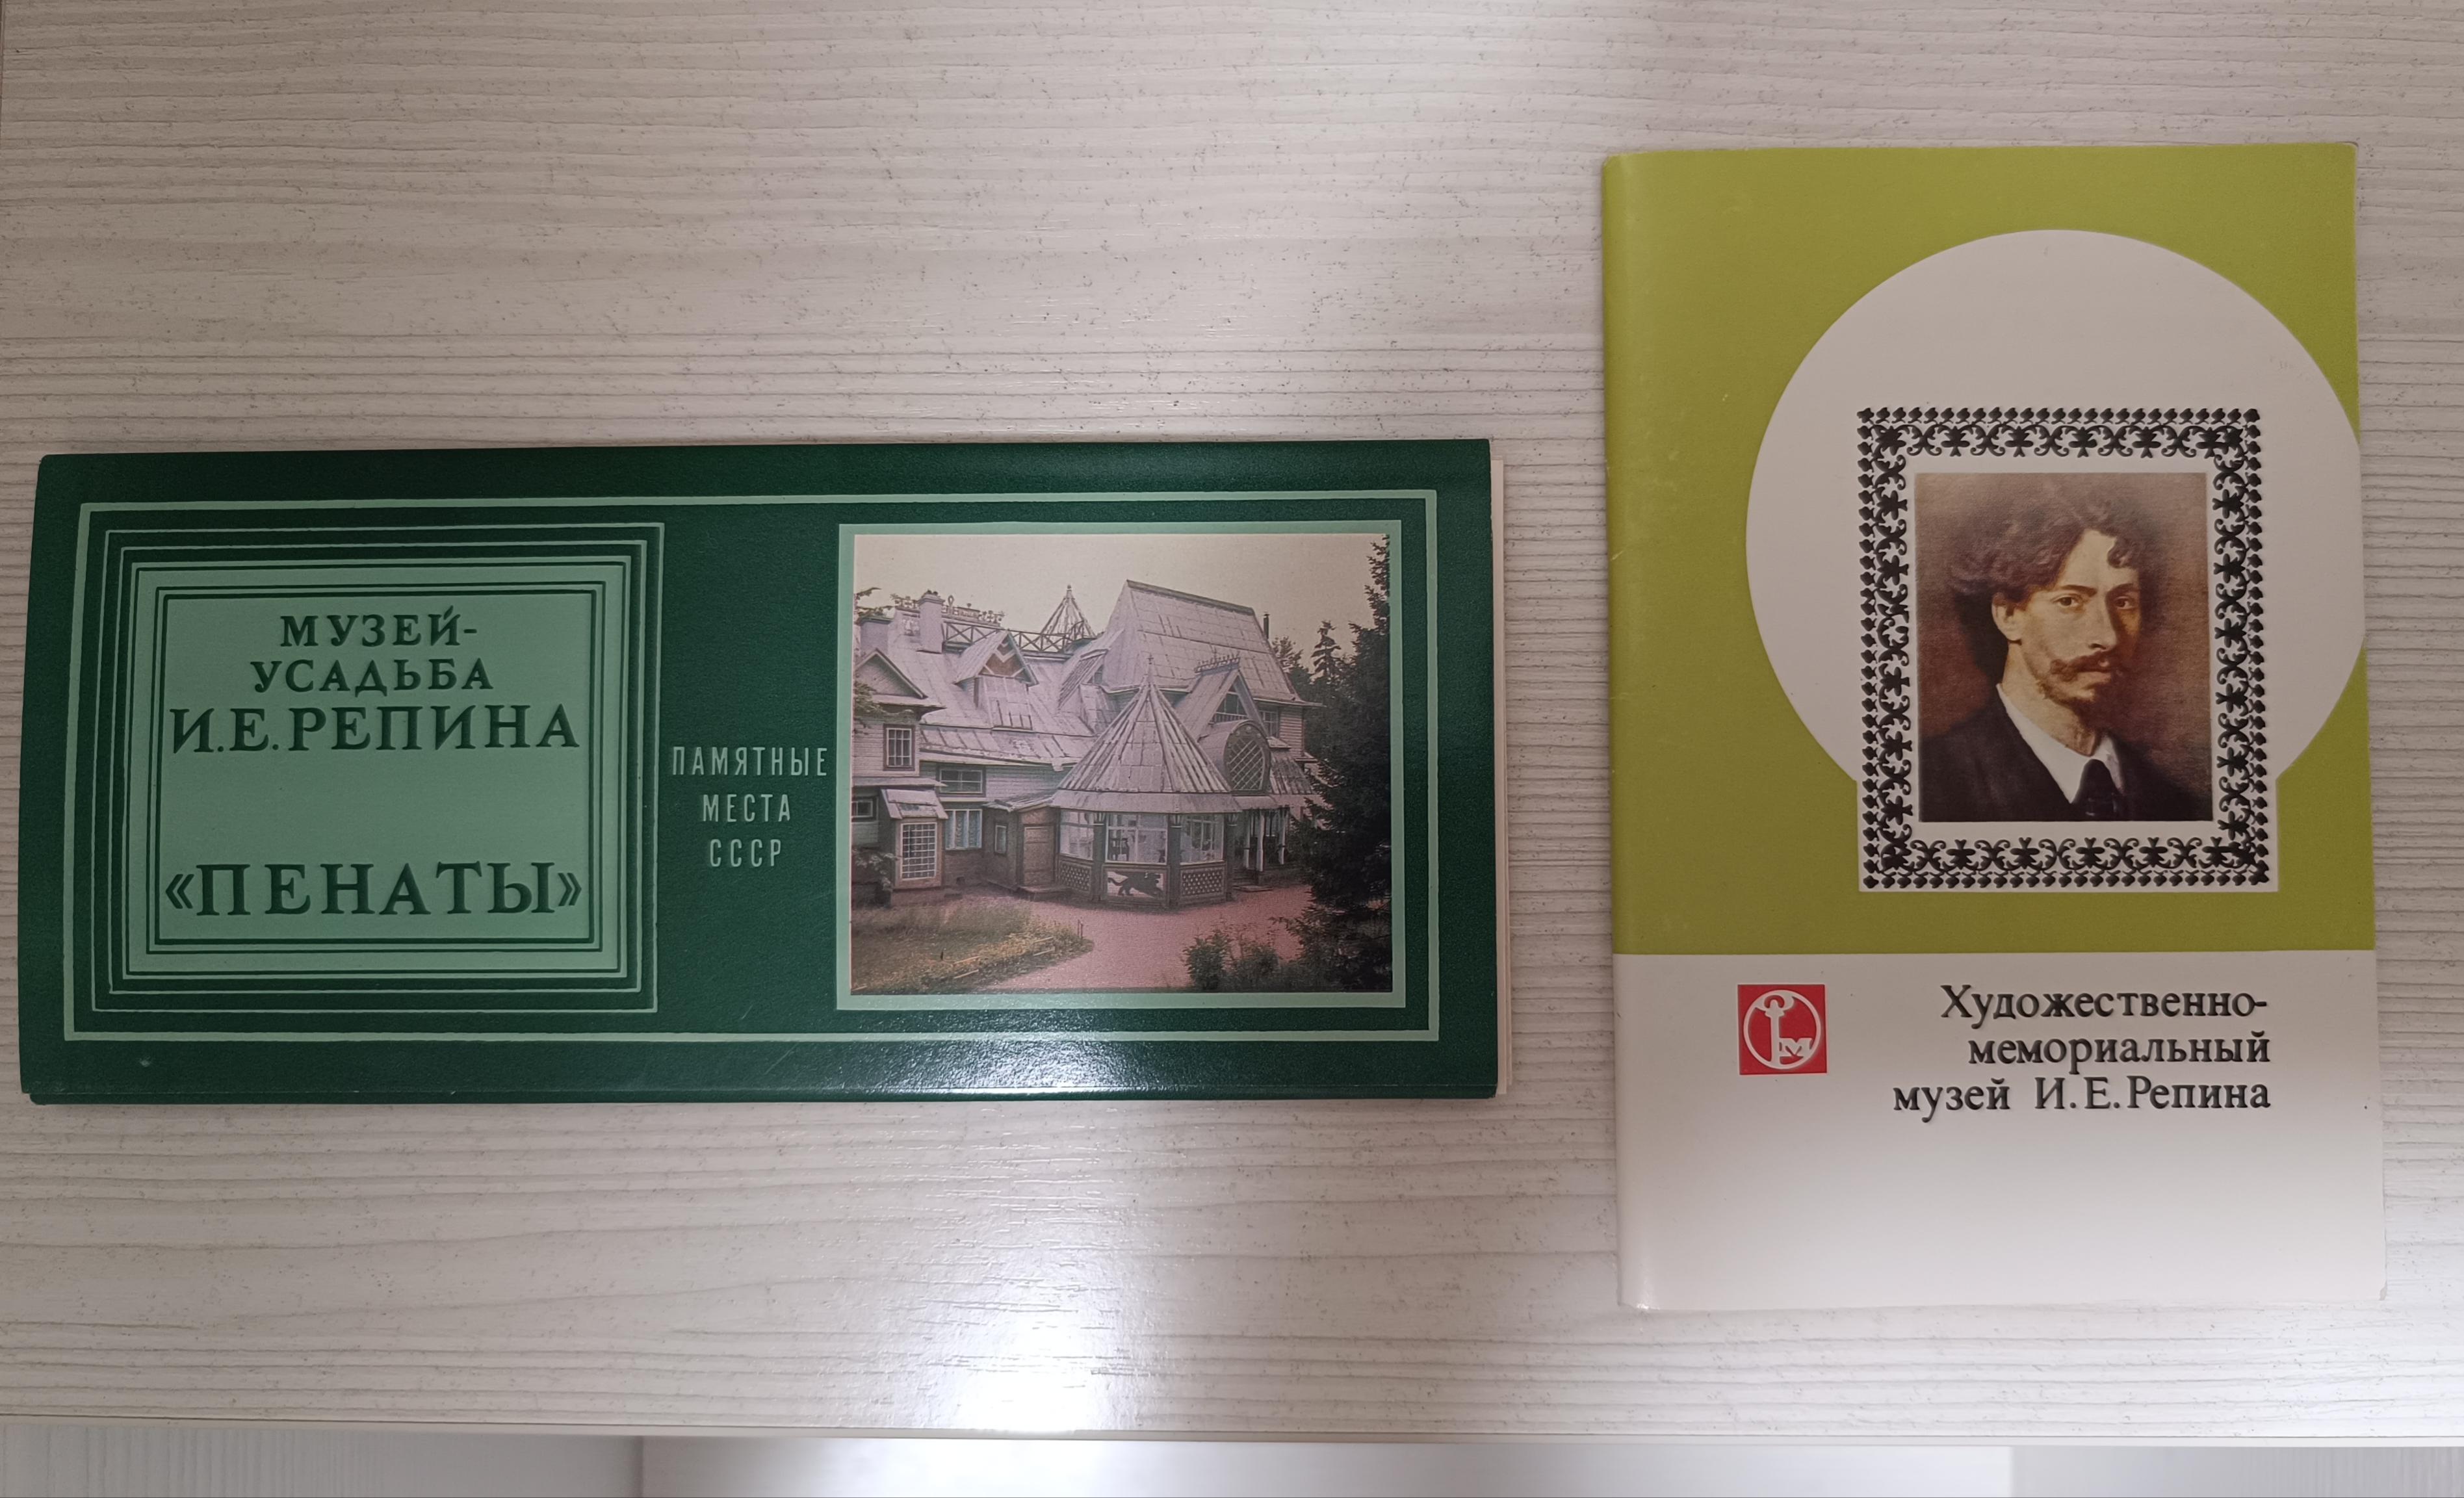 МУЗЕЙ-
УСАДЬБА
И.Е.РЕПИНА
«ПЕНАТЫ»
ПАМЯТНЫЕ
МЕСТА
СССР
Художественно-
мемориальный
музей И.Е.Репина